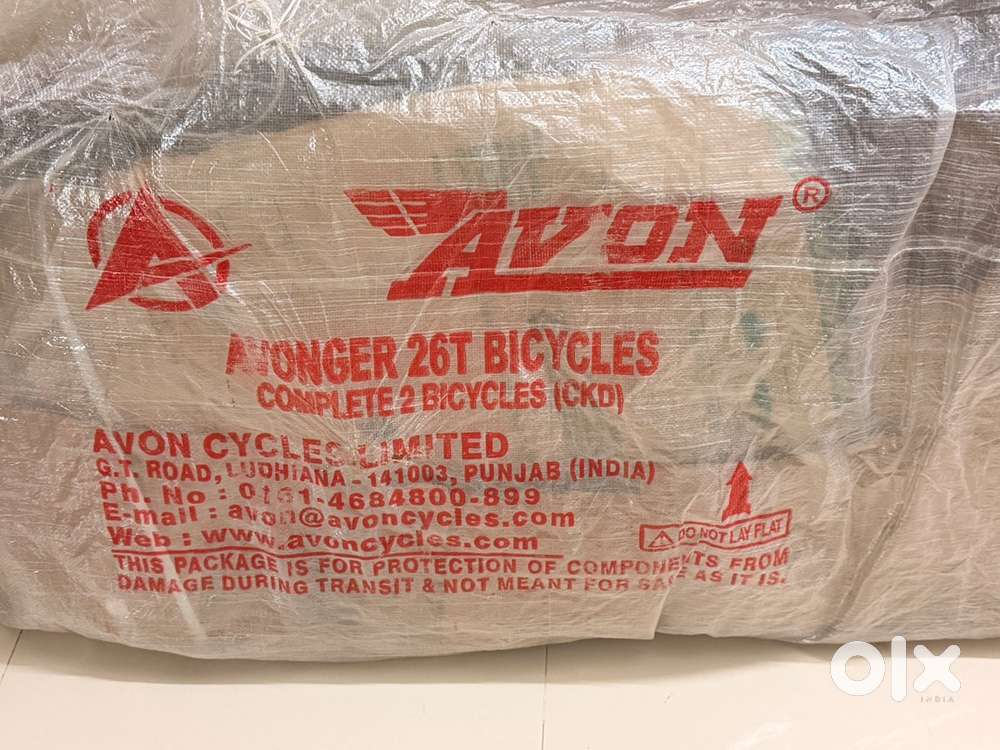 AVON ®
AVONGER 26T BICYCLES
COMPLETE 2 BICYCLES (CKD)
AVON CYCLES LIMITED
G.T. ROAD, LUDHIANA - 141003, PUNJAB (INDIA)
Ph. No : 0161-4684800-899
E-mail : avon@avoncycles.com
Web : www.avoncycles.com
DO NOT LAY FLAT
THIS PACKAGE IS FOR PROTECTION OF COMPONENTS FROM
DAMAGE DURING TRANSIT & NOT MEANT FOR SALE AS IT IS.
olx
INDIA